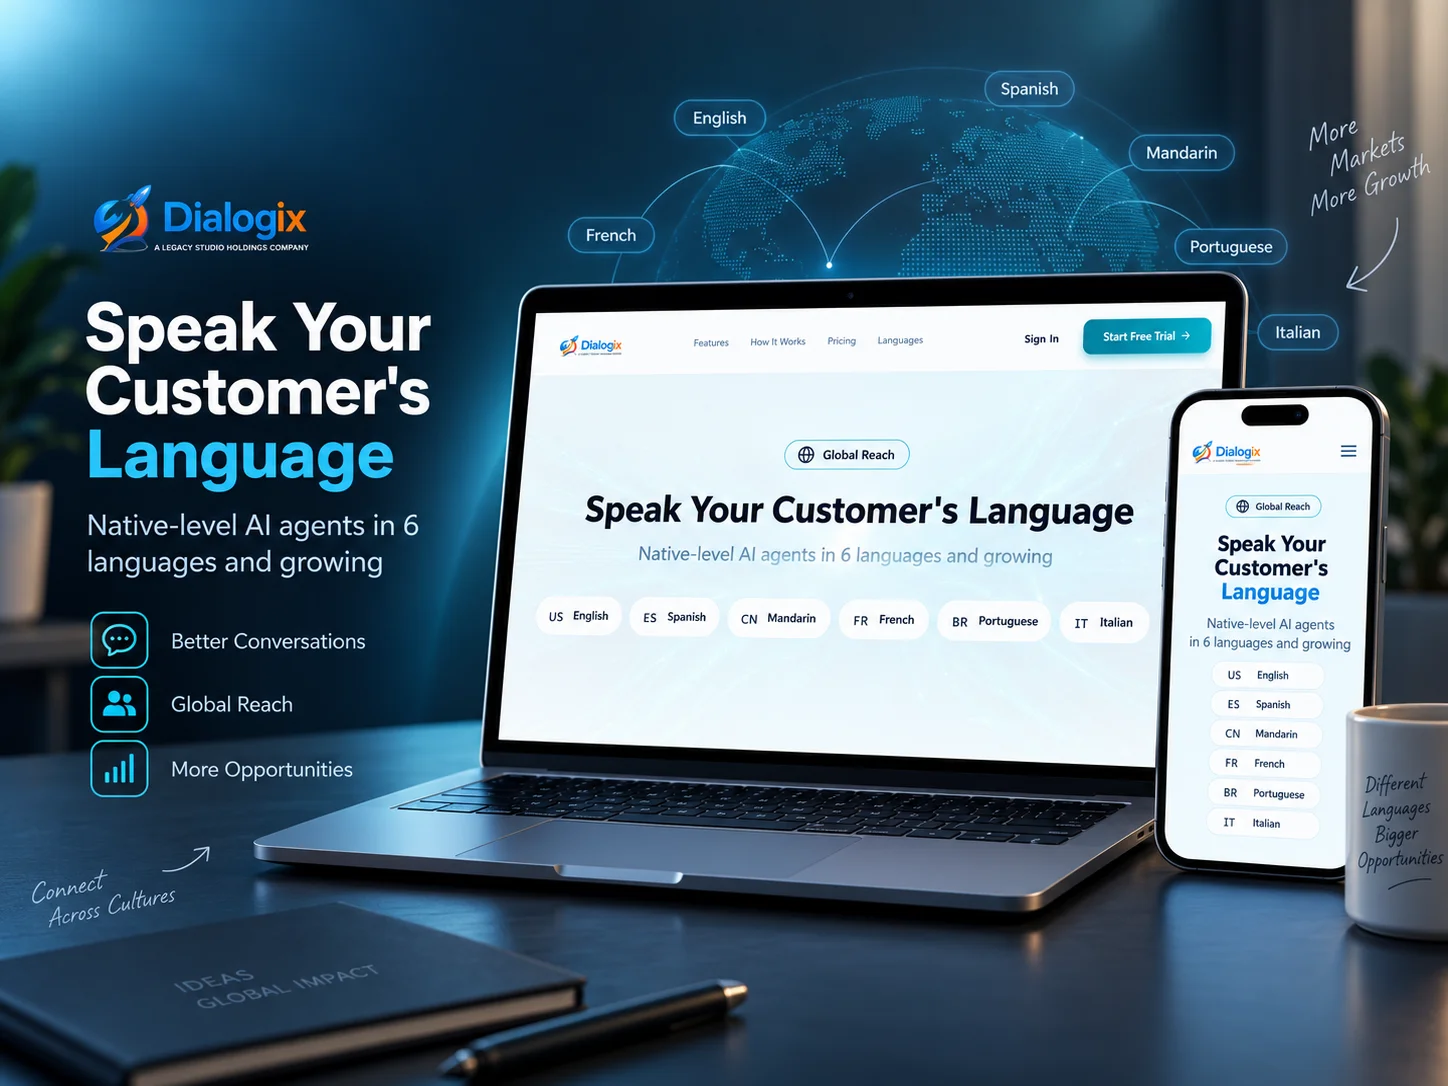 English
Spanish
Mandarin
French
Portuguese
Italian
More
Markets
More Growth
Dialogix
A LEGACY STUDIO HOLDINGS COMPANY
Speak Your
Customer's
Language
Native-level AI agents in 6
languages and growing
Better Conversations
Global Reach
More Opportunities
Connect
Across Cultures
IDEAS
GLOBAL IMPACT
Dialogix
Features How It Works Pricing Languages Sign In Start Free Trial →
Global Reach
Speak Your Customer's Language
Native-level AI agents in 6 languages and growing
US English ES Spanish CN Mandarin FR French BR Portuguese IT Italian
Dialogix
Global Reach
Speak Your
Customer's
Language
Native-level AI agents
in 6 languages and growing
US English
ES Spanish
CN Mandarin
FR French
BR Portuguese
IT Italian
Different
Languages
Bigger
Opportunities